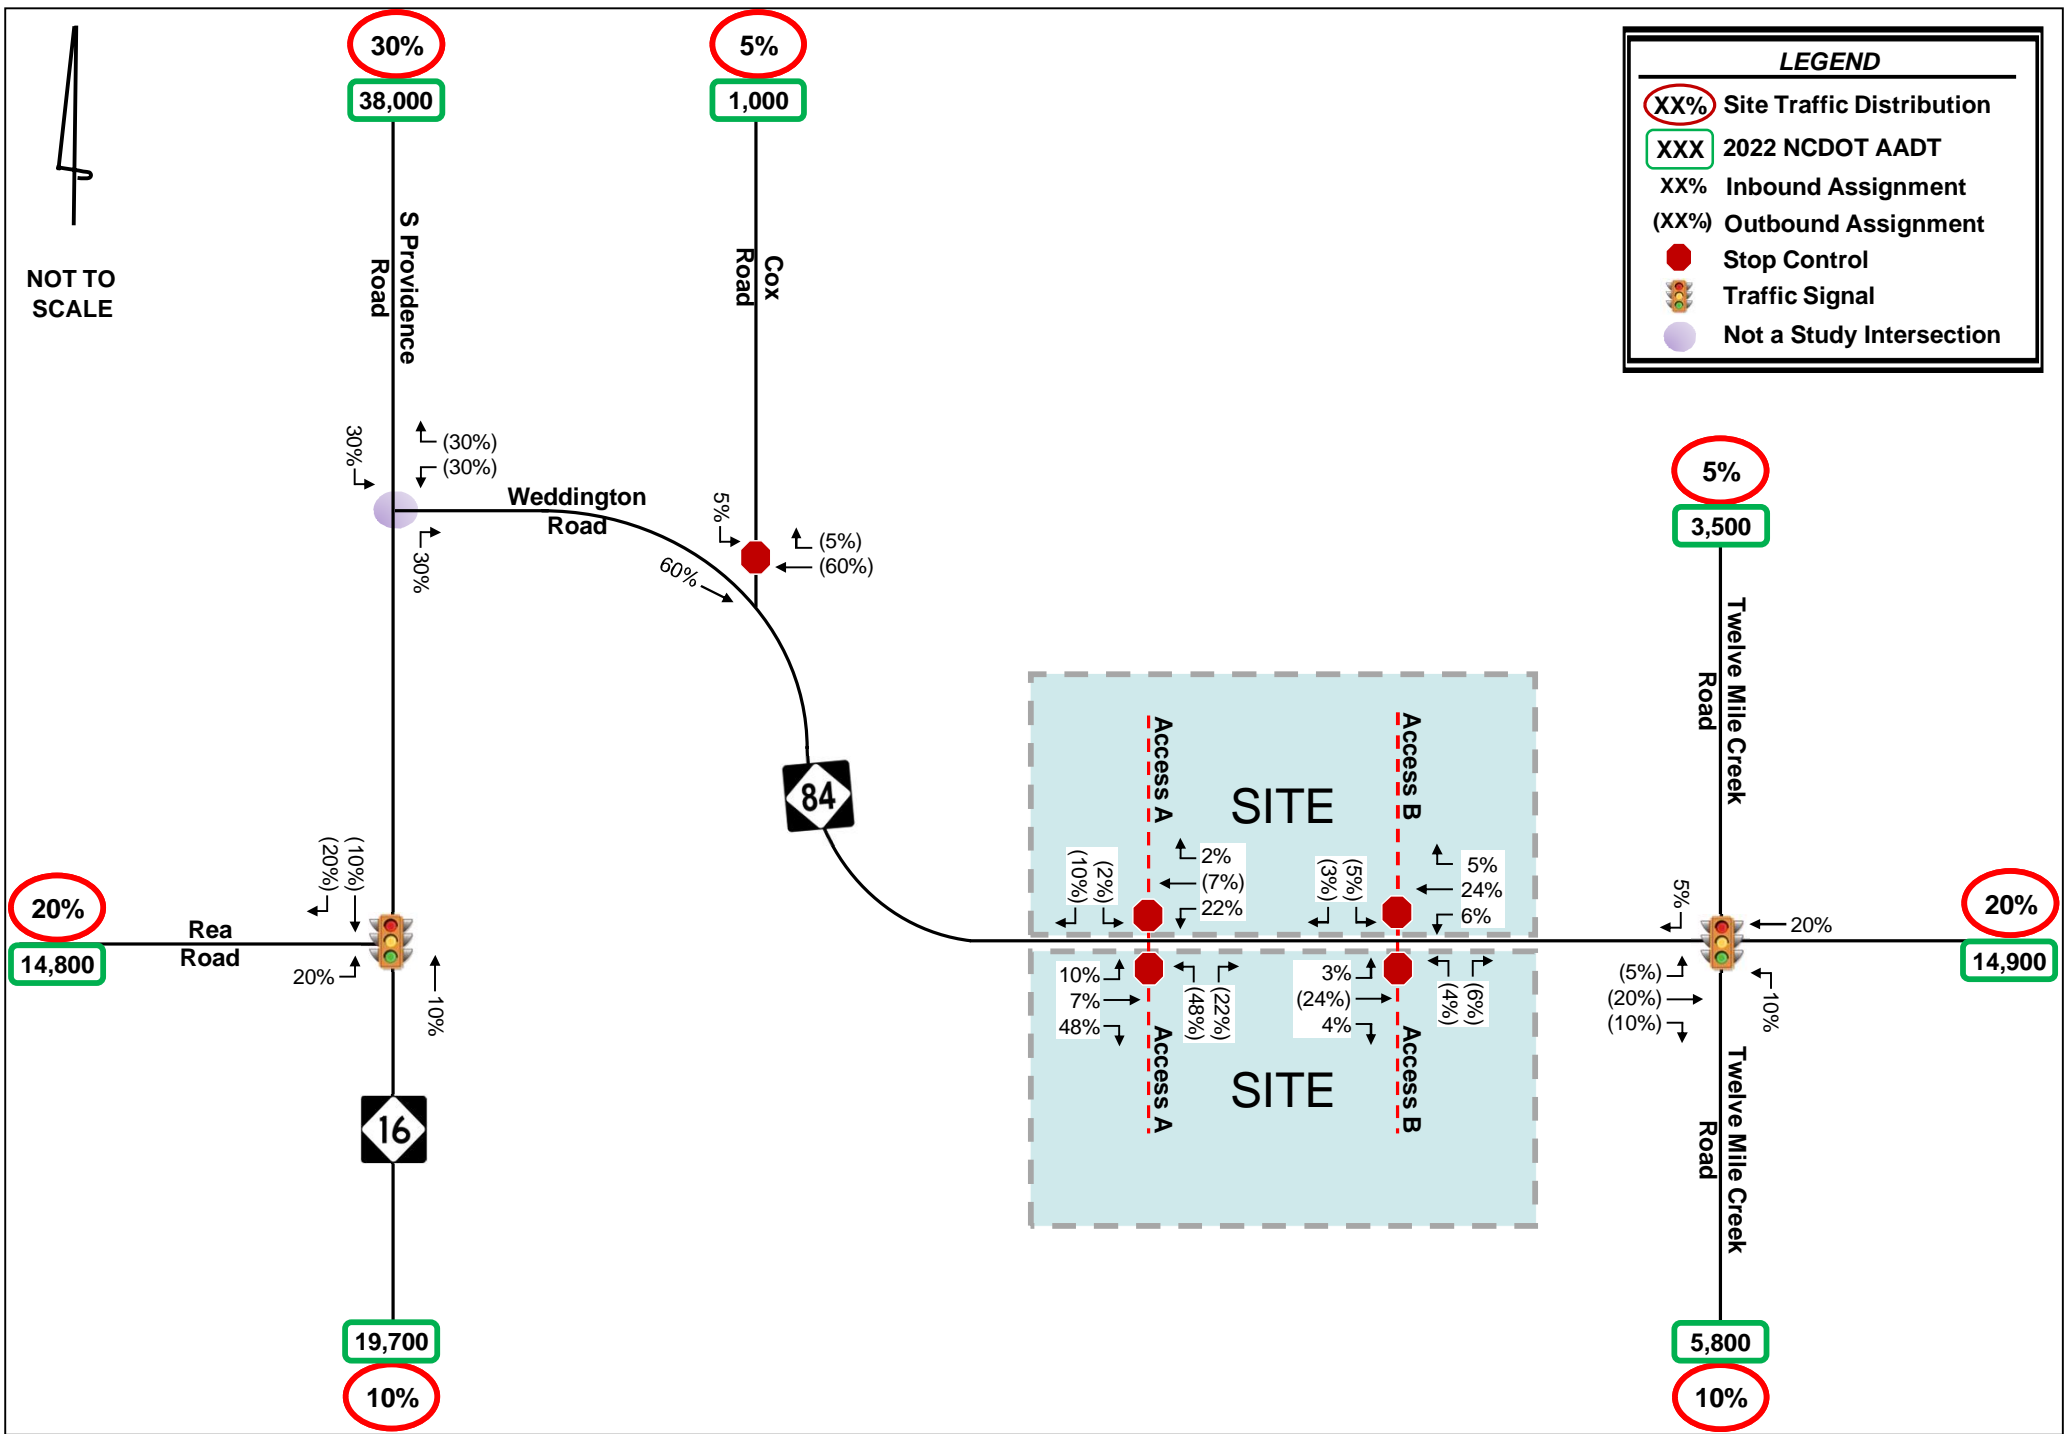 30%
38,000
5%
1,000
LEGEND
XX% Site Traffic Distribution
XXX 2022 NCDOT AADT
XX% Inbound Assignment
(XX%) Outbound Assignment
Stop Control
Traffic Signal
Not a Study Intersection
NOT TO
SCALE
S Providence
Road
Cox
Road
30%
(30%)
(30%)
30%
Weddington
Road
5%
(5%)
(60%)
60%
5%
3,500
Twelve Mile Creek
Road
84
SITE
Access A
Access B
(10%)
(2%)
2%
(7%)
22%
(3%)
(5%)
5%
24%
6%
10%
7%
48%
(48%)
(22%)
3%
(24%)
4%
(4%)
(6%)
Access A
Access B
SITE
20%
14,800
Rea
Road
(20%)
(10%)
20%
10%
16
19,700
10%
5%
20%
(5%)
(20%)
(10%)
10%
20%
14,900
Twelve Mile Creek
Road
5,800
10%